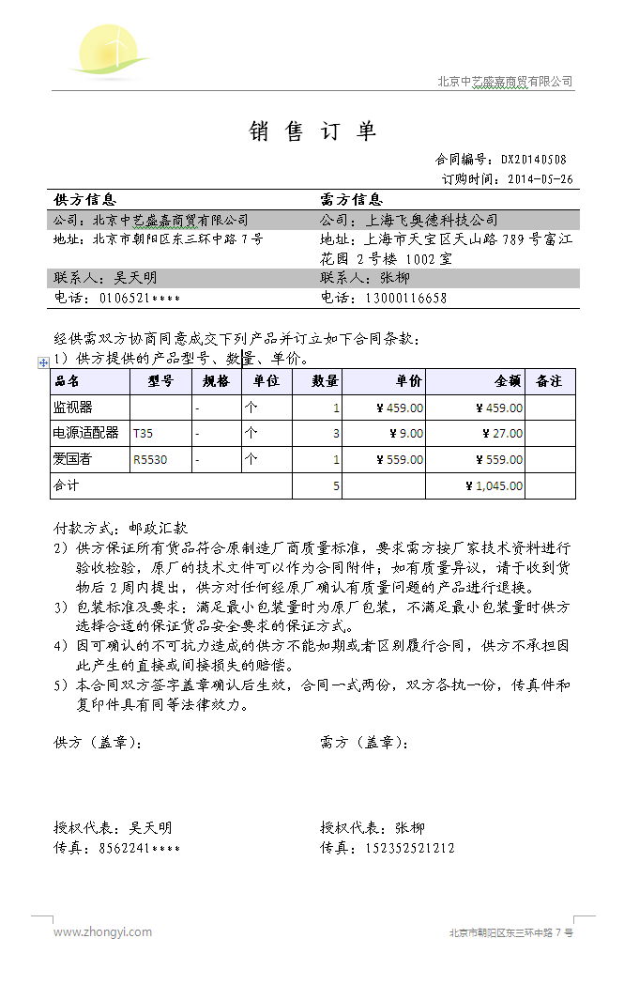 北京中艺盛嘉商贸有限公司
销售订单
合同编号：DX20140508
订购时间：2014-05-26
供方信息 需方信息
公司：北京中艺盛嘉商贸有限公司 公司：上海飞奥德科技公司
地址：北京市朝阳区东三环中路7号 地址：上海市天宝区天山路789号富江
花园 2号楼 1002室
联系人：吴天明 联系人：张柳
电话：0106521**** 电话：13000116658
经供需双方协商同意成交下列产品并订立如下合同条款：
1）供方提供的产品型号、数量、单价。
品名 型号 规格 单位 数量 单价 金额 备注
监视器 - 个 1 ￥459.00 ￥459.00
电源适配器 T35 - 个 3 ￥9.00 ￥27.00
爱国者 R5530 - 个 1 ￥559.00 ￥559.00
合计 5 ￥1,045.00
付款方式：邮政汇款
2）供方保证所有货品符合原制造厂商质量标准，要求需方按厂家技术资料进行
验收检验，原厂的技术文件可以作为合同附件；如有质量异议，请于收到货
物后2周内提出，供方对任何经原厂确认有质量问题的产品进行退换。
3）包装标准及要求：满足最小包装量时为原厂包装，不满足最小包装量时供方
选择合适的保证货品安全要求的保证方式。
4）因可确认的不可抗力造成的供方不能如期或者区别履行合同，供方不承担因
此产生的直接或间接损失的赔偿。
5）本合同双方签字盖章确认后生效，合同一式两份，双方各执一份，传真件和
复印件具有同等法律效力。
供方（盖章）： 需方（盖章）：
授权代表：吴天明 授权代表：张柳
传真：8562241**** 传真：152352521212
www.zhongyi.com 北京市朝阳区东三环中路7号